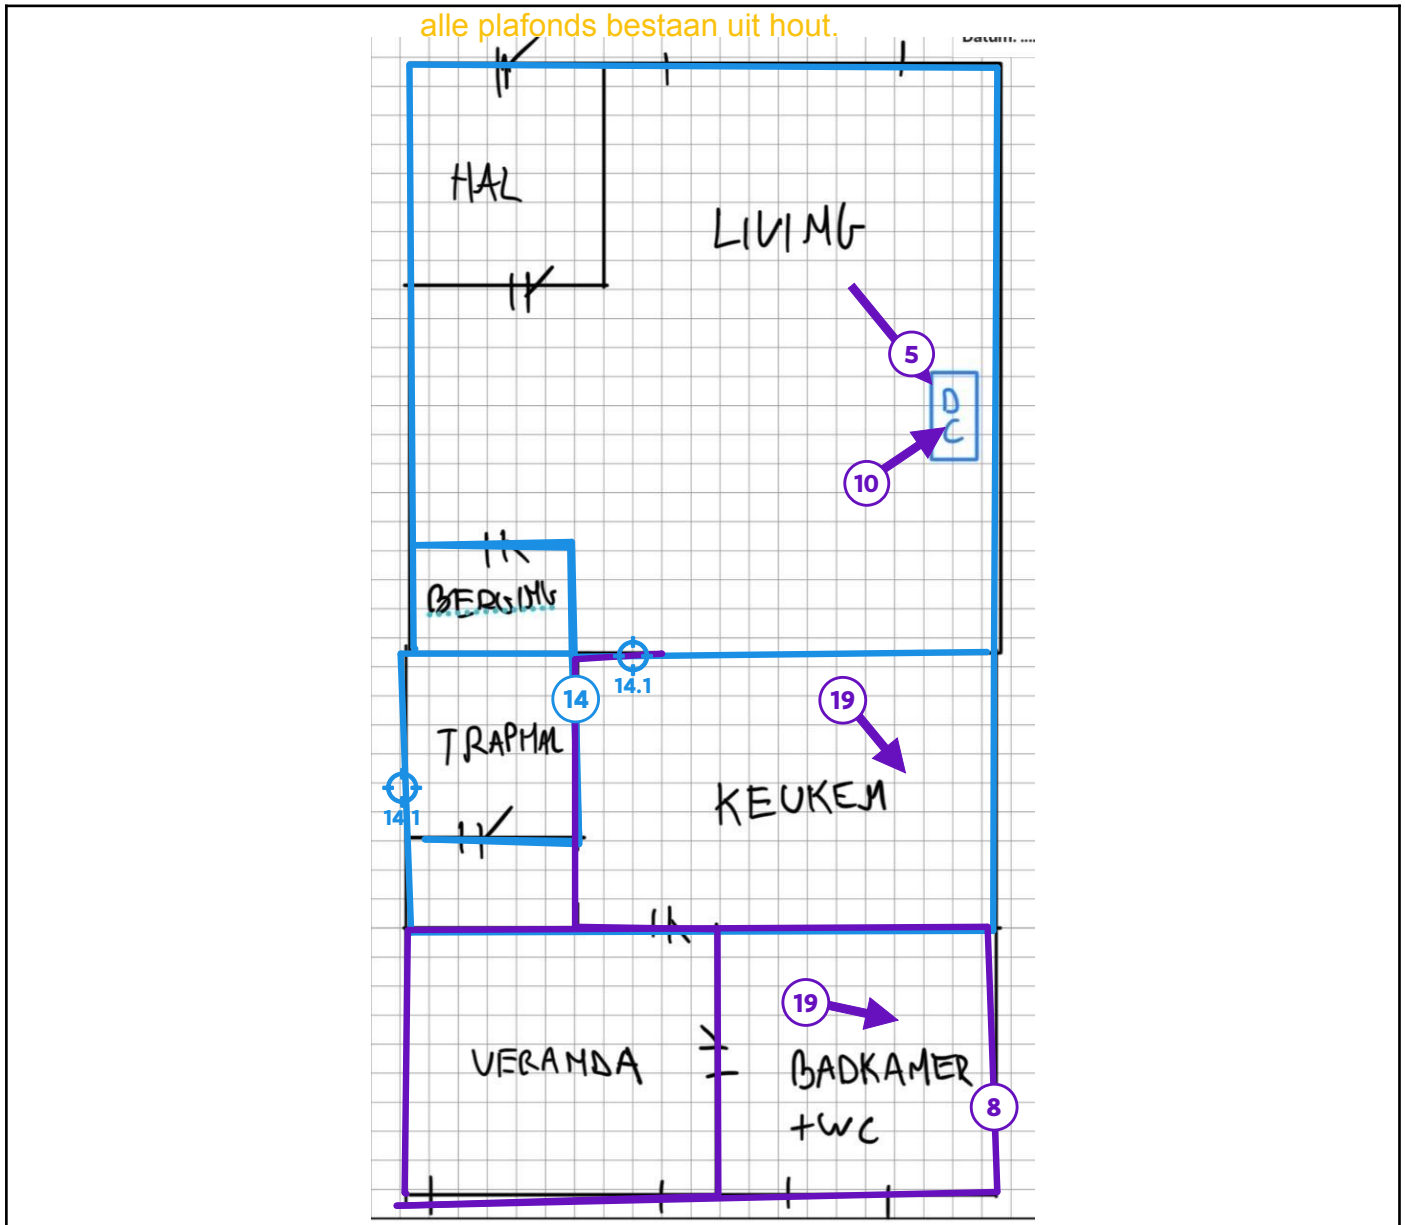 alle plafonds bestaan uit hout.
Datum: ....
HAL
LIVING
5
D
C
10
BERGING
14.1
14
19
TRAPHAL
KEUKEN
14.1
19
VERANDA
BADKAMER
8
+WC